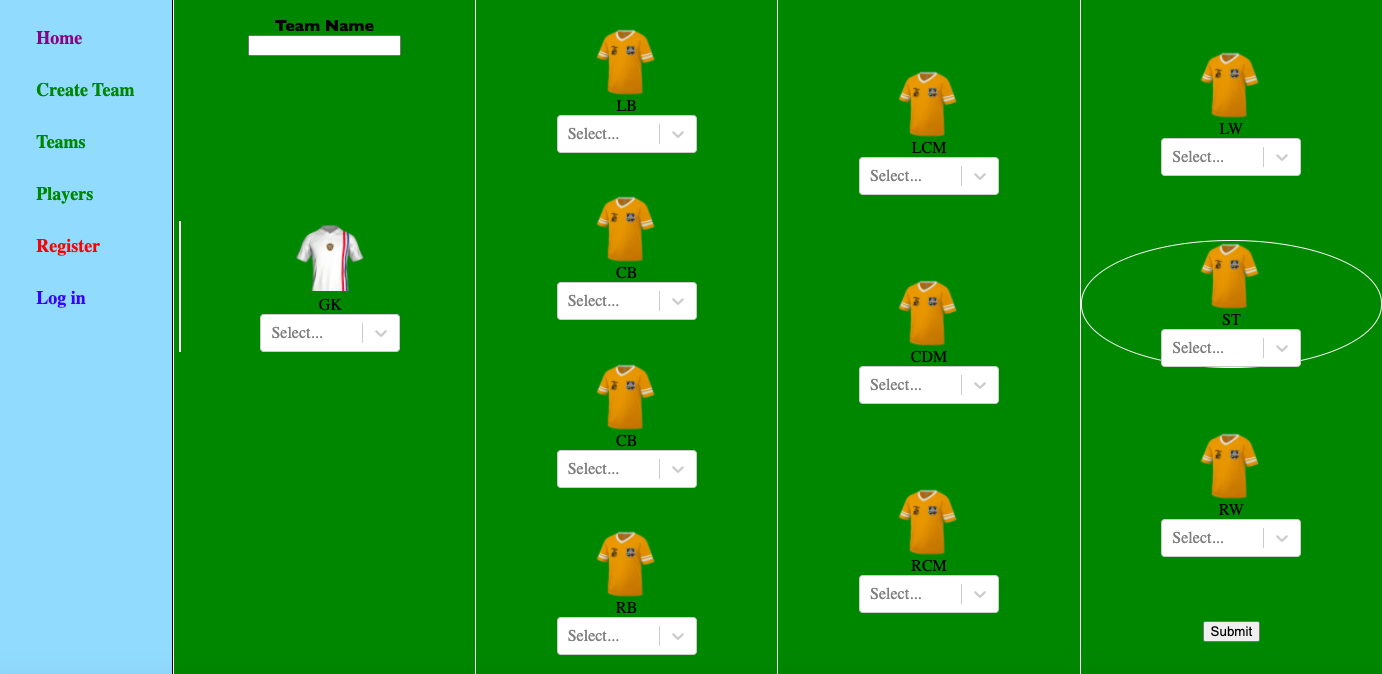 Home
Create Team
Teams
Players
Register
Log in
Team Name
GK
Select...
LB
Select...
CB
Select...
CB
Select...
RB
Select...
LCM
Select...
CDM
Select...
RCM
Select...
LW
Select...
ST
Select...
RW
Select...
Submit